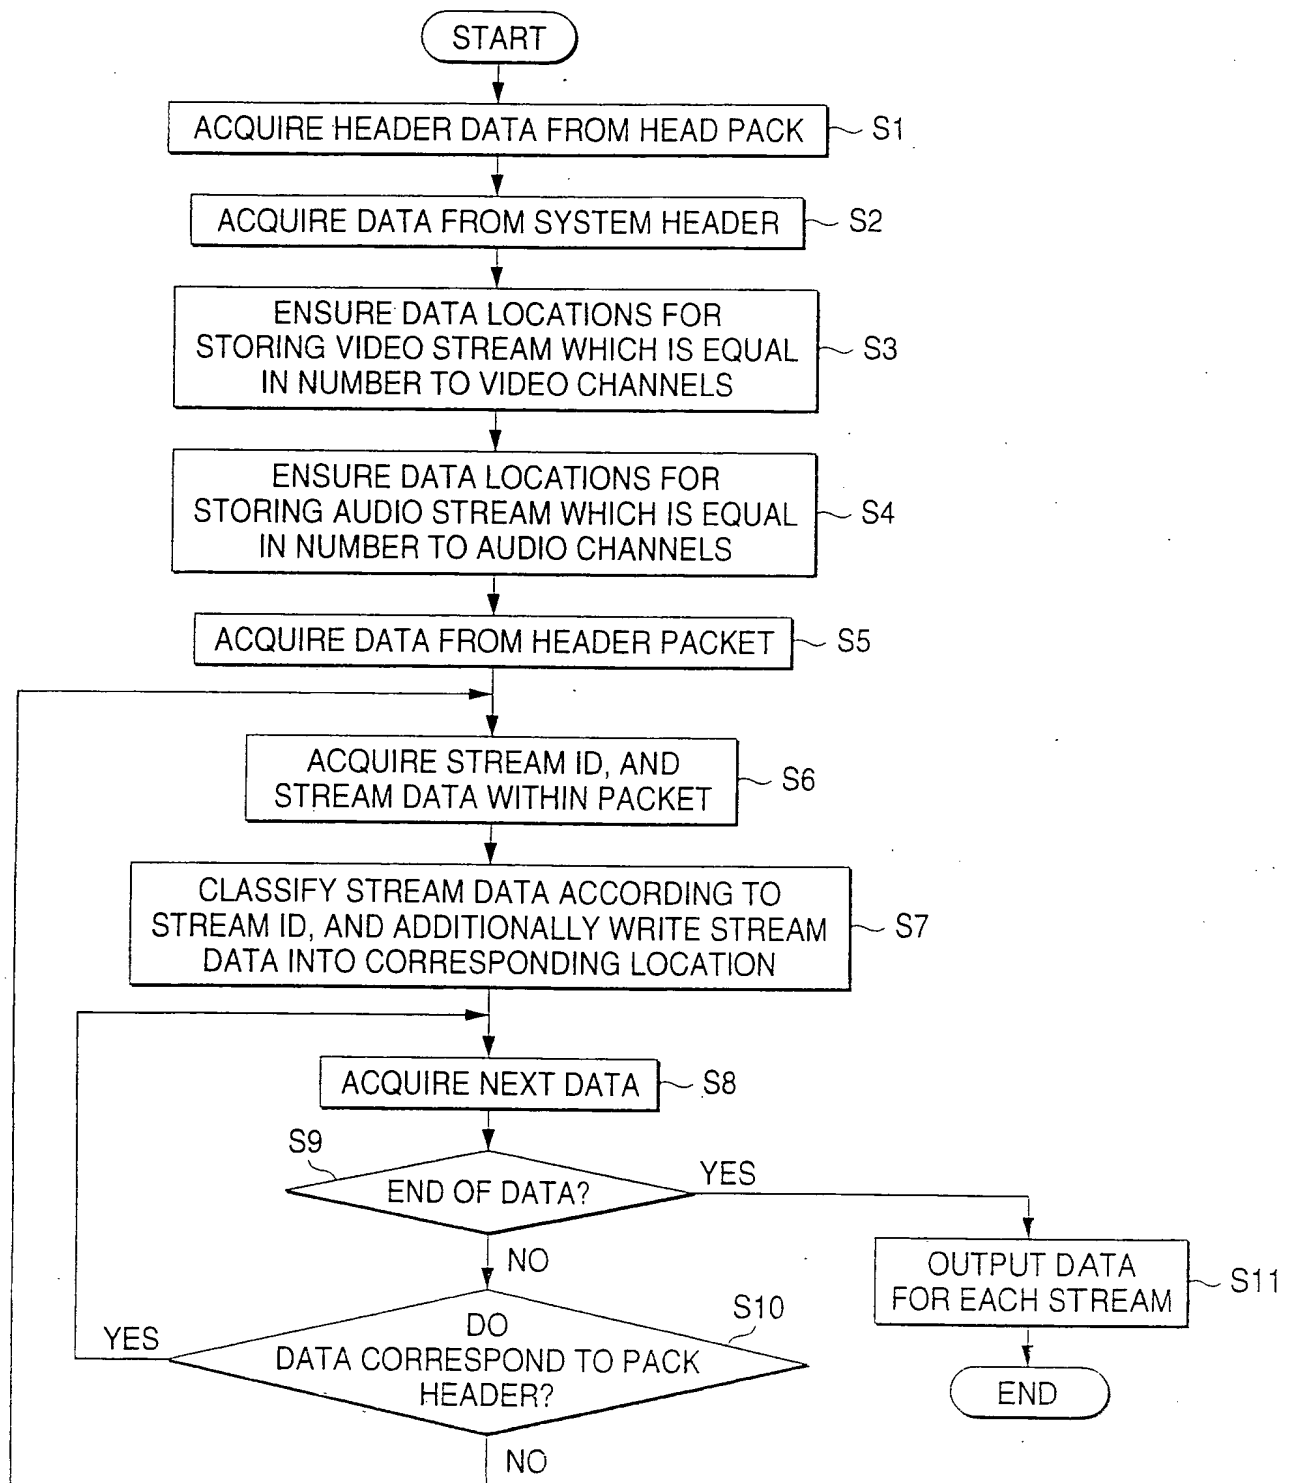 START
ACQUIRE HEADER DATA FROM HEAD PACK
S1
ACQUIRE DATA FROM SYSTEM HEADER
S2
ENSURE DATA LOCATIONS FOR
STORING VIDEO STREAM WHICH IS EQUAL
IN NUMBER TO VIDEO CHANNELS
S3
ENSURE DATA LOCATIONS FOR
STORING AUDIO STREAM WHICH IS EQUAL
IN NUMBER TO AUDIO CHANNELS
S4
ACQUIRE DATA FROM HEADER PACKET
S5
ACQUIRE STREAM ID, AND
STREAM DATA WITHIN PACKET
S6
CLASSIFY STREAM DATA ACCORDING TO
STREAM ID, AND ADDITIONALLY WRITE STREAM
DATA INTO CORRESPONDING LOCATION
S7
ACQUIRE NEXT DATA
S8
S9
END OF DATA?
YES
NO
OUTPUT DATA
FOR EACH STREAM
S11
S10
YES
DO
DATA CORRESPOND TO PACK
HEADER?
END
NO